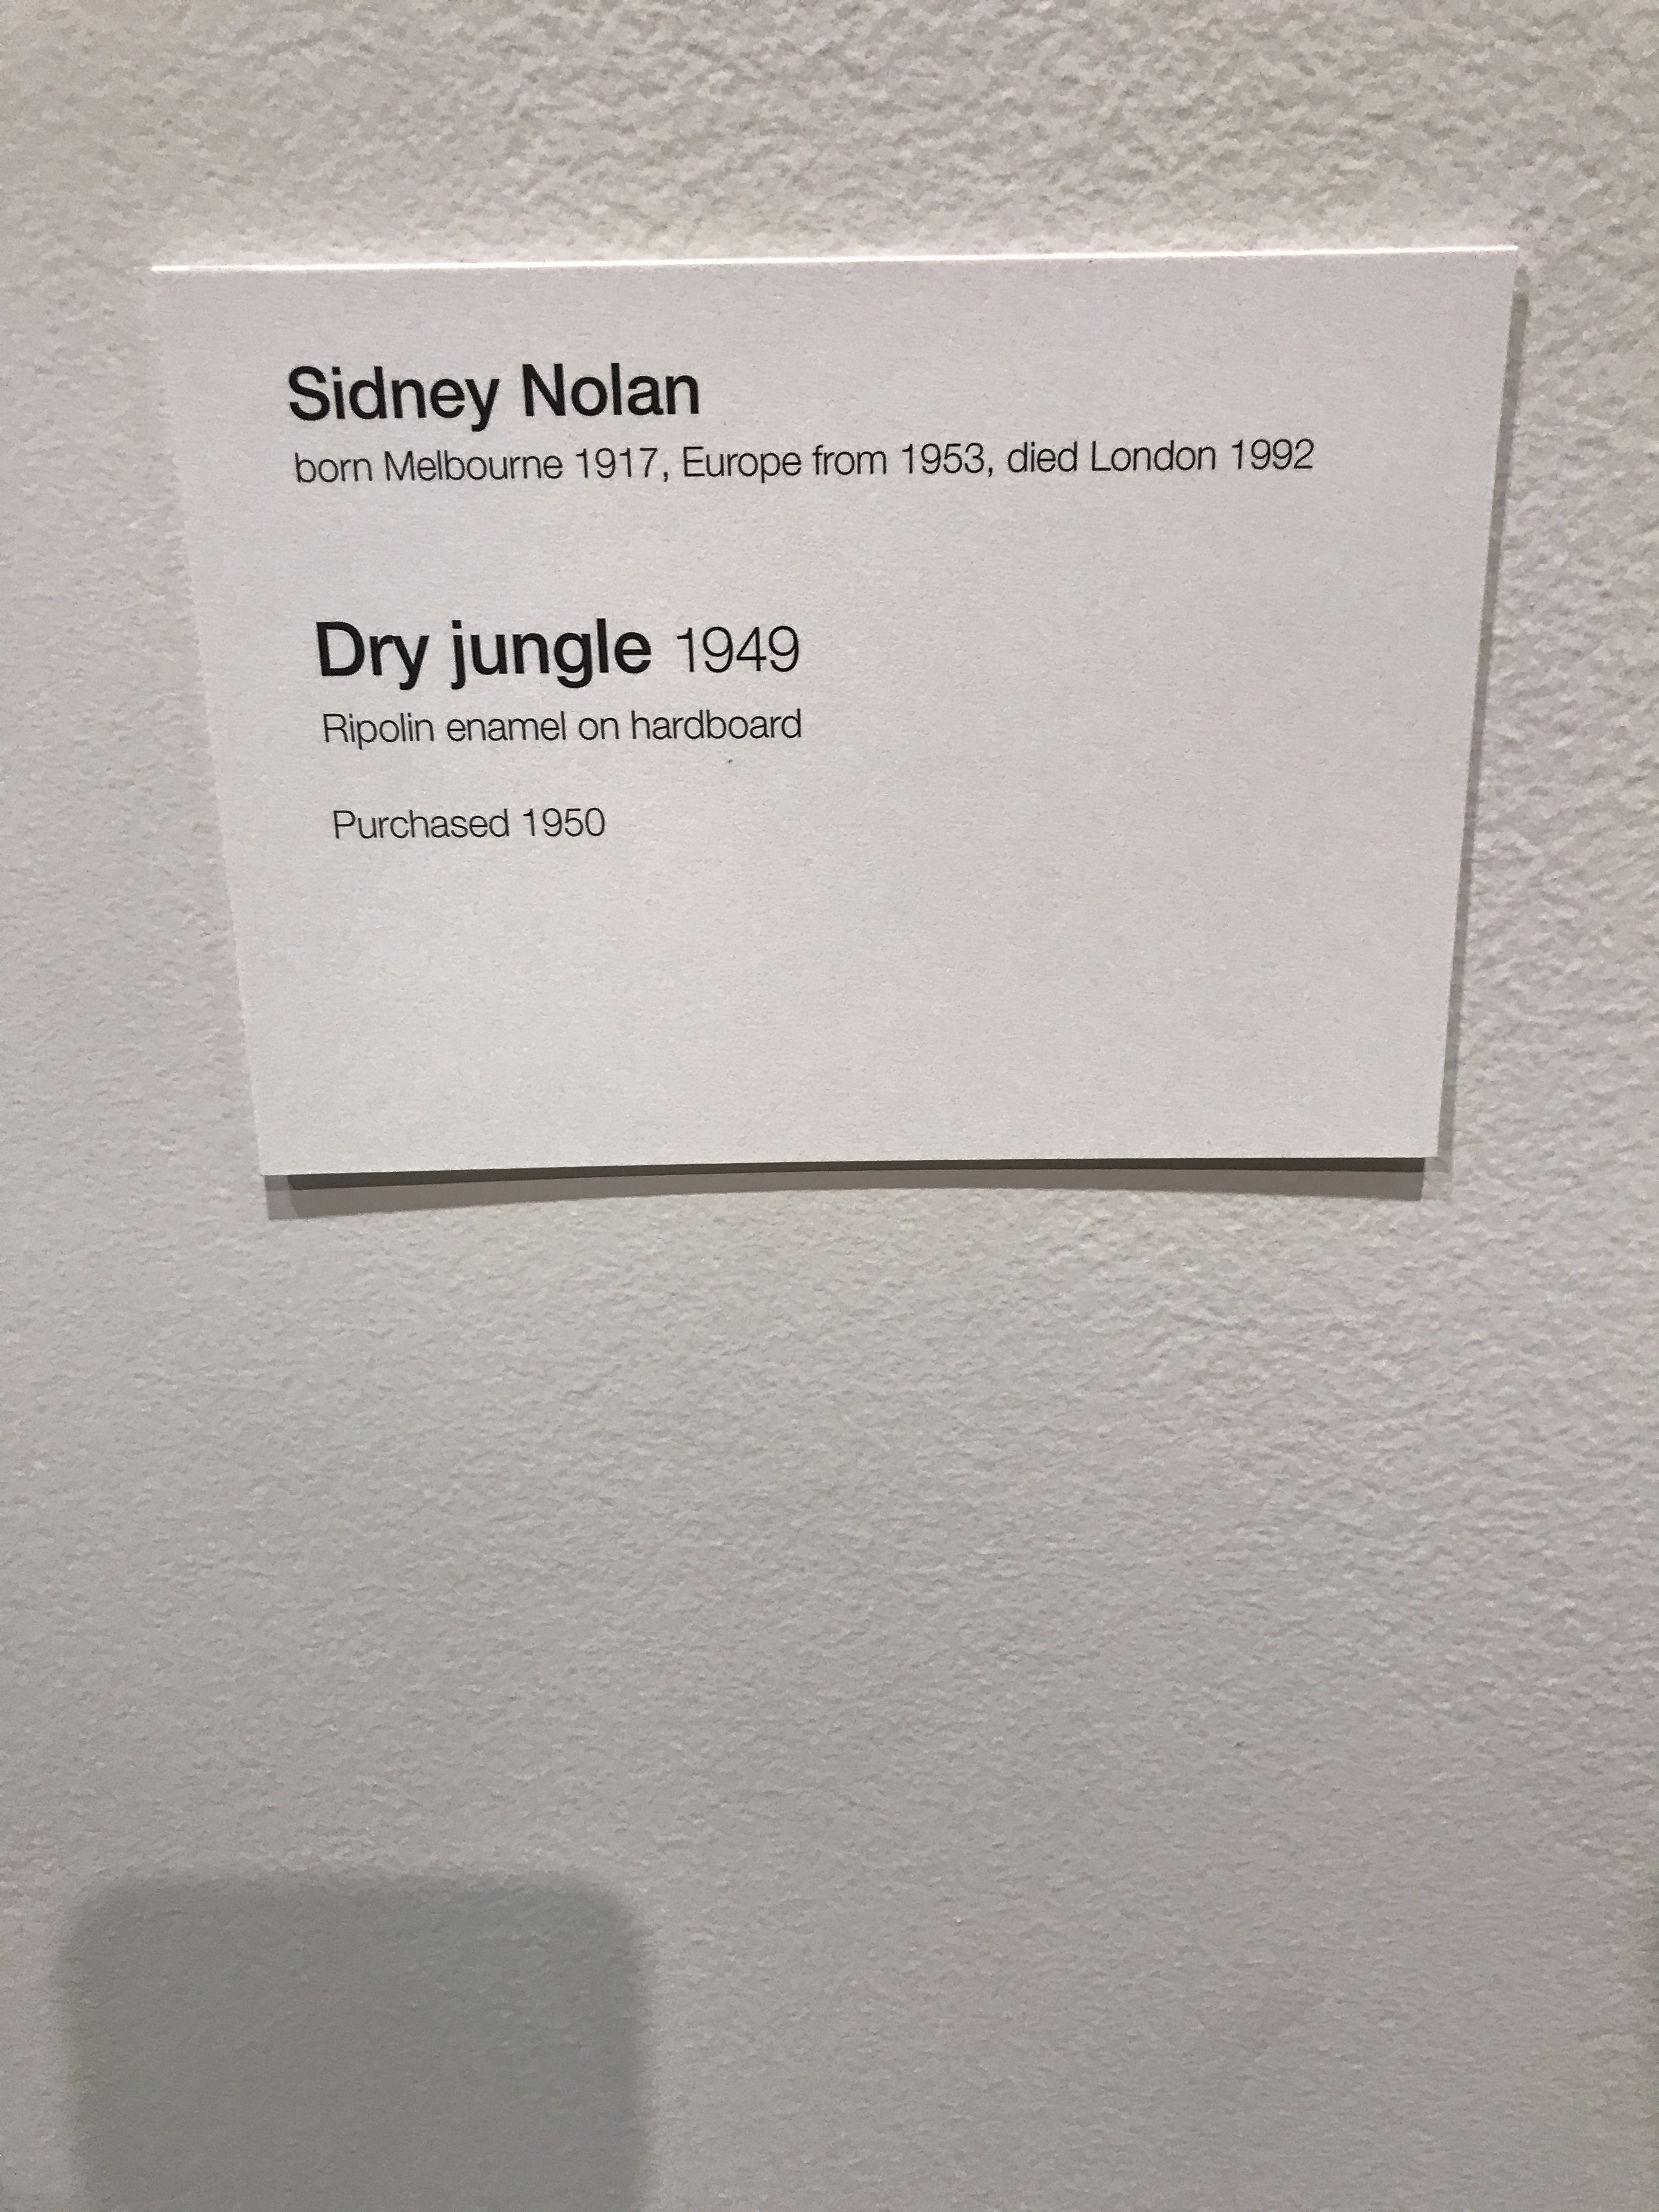 Sidney Nolan
born Melbourne 1917, Europe from 1953, died London 1992
Dry jungle 1949
Ripolin enamel on hardboard
Purchased 1950